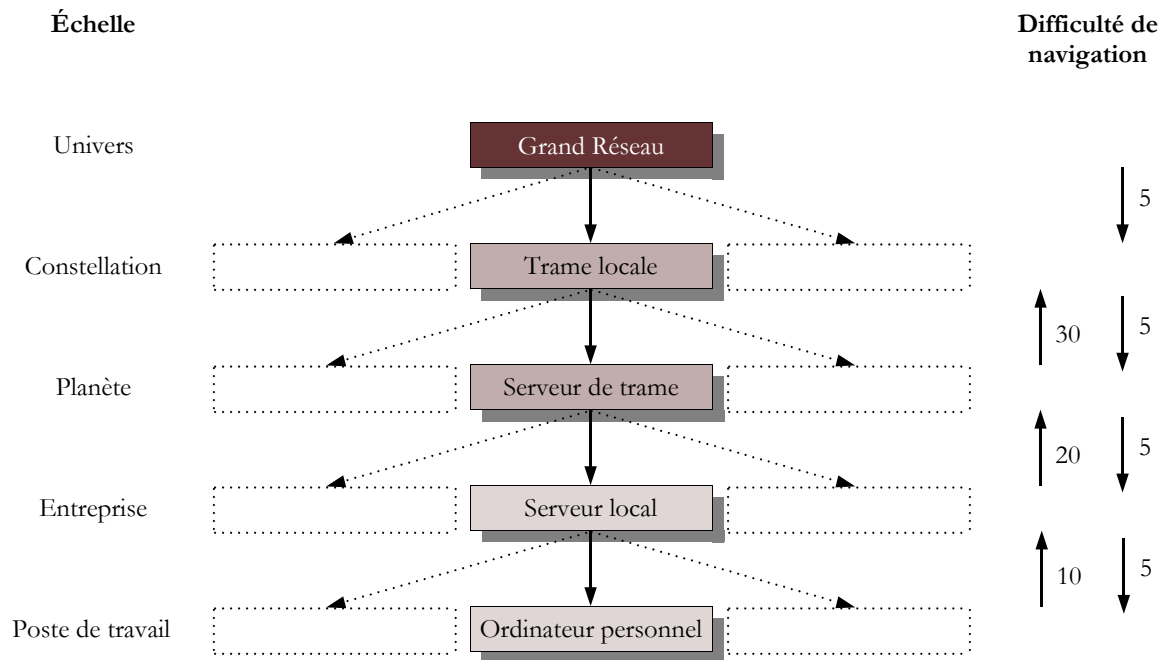 Échelle
Difficulté de
navigation
Univers
Grand Réseau
5
Constellation
Trame locale
30
5
Planète
Serveur de trame
20
5
Entreprise
Serveur local
10
5
Poste de travail
Ordinateur personnel